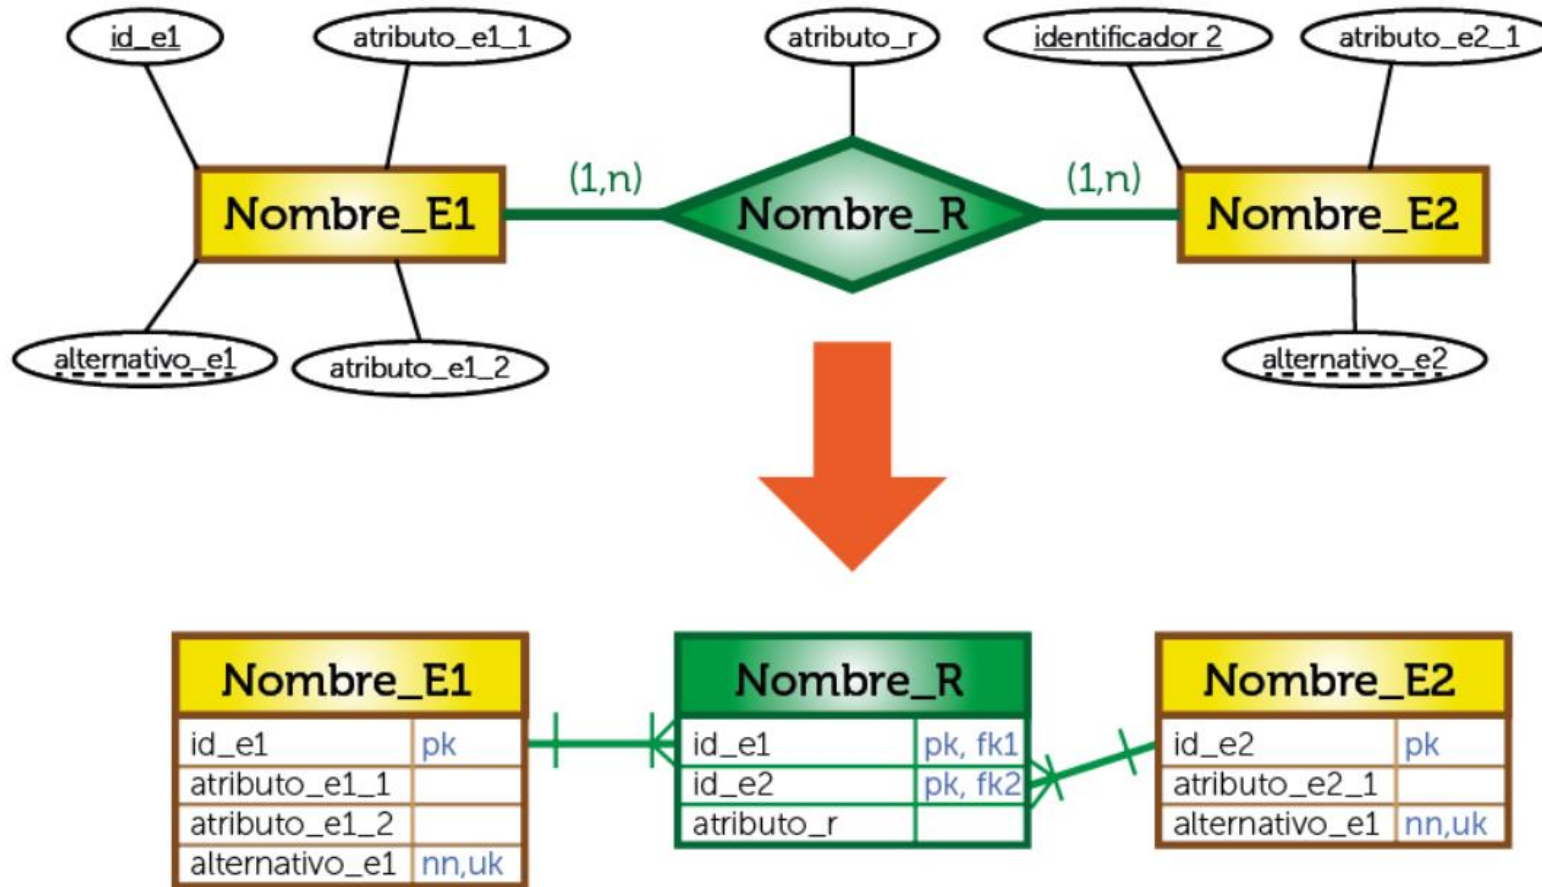 id_e1
atributo_e1_1
atributo_r
identificador 2
atributo_e2_1
(1,n)
(1,n)
Nombre_E1
Nombre_R
Nombre_E2
alternativo_e1
atributo_e1_2
alternativo_e2
Nombre_E1
id_e1 pk
atributo_e1_1
atributo_e1_2
alternativo_e1 nn,uk
Nombre_R
id_e1 pk, fk1
id_e2 pk, fk2
atributo_r
Nombre_E2
id_e2 pk
atributo_e2_1
alternativo_e1 nn,uk